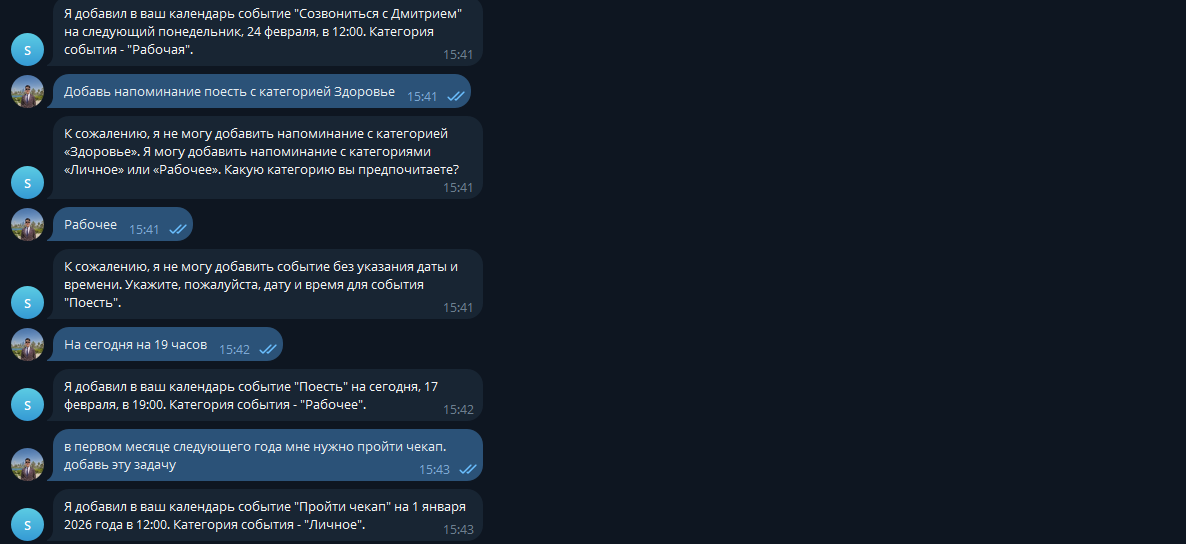 Я добавил в ваш календарь событие "Созвониться с Дмитрием"
на следующий понедельник, 24 февраля, в 12:00. Категория
события - "Рабочая".
15:41
S
Добавь напоминание поесть с категорией Здоровье
15:41
К сожалению, я не могу добавить напоминание с категорией
«Здоровье». Я могу добавить напоминание с категориями
«Личное» или «Рабочее». Какую категорию вы предпочитаете?
15:41
S
Рабочее
15:41
К сожалению, я не могу добавить событие без указания даты и
времени. Укажите, пожалуйста, дату и время для события
"Поесть".
15:41
S
На сегодня на 19 часов
15:42
Я добавил в ваш календарь событие "Поесть" на сегодня, 17
февраля, в 19:00. Категория события - "Рабочее".
15:42
S
в первом месяце следующего года мне нужно пройти чекап.
добавь эту задачу
15:43
Я добавил в ваш календарь событие "Пройти чекап" на 1 января
2026 года в 12:00. Категория события - "Личное".
15:43
S